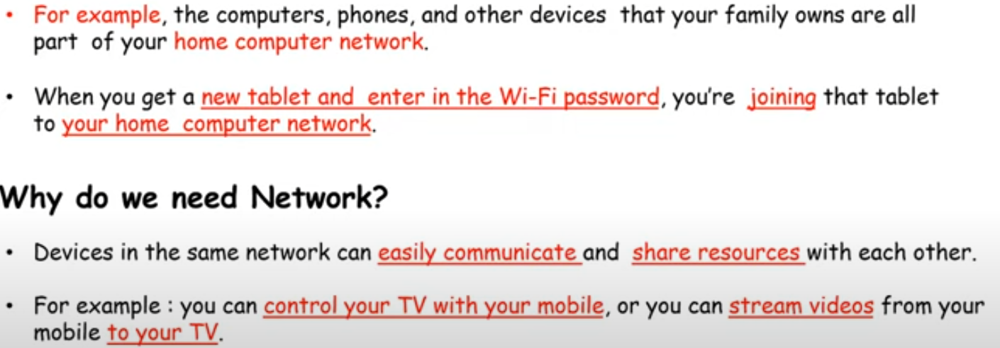 • For example, the computers, phones, and other devices that your family owns are all
part of your home computer network.
• When you get a new tablet and enter in the Wi-Fi password, you're joining that tablet
to your home computer network.
Why do we need Network?
• Devices in the same network can easily communicate and share resources with each other.
• For example : you can control your TV with your mobile, or you can stream videos from your
mobile to your TV.